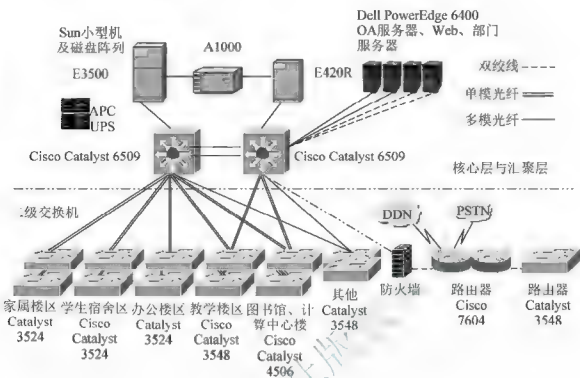 Sun小型机
及磁盘阵列
E3500
A1000
E420R
Dell PowerEdge 6400
OA服务器、Web、部门
服务器
双绞线
单模光纤
多模光纤
APC
UPS
Cisco Catalyst 6509
Cisco Catalyst 6509
核心层与汇聚层
级交换机
DDN
PSTN
家属楼区
Catalyst
3524
学生宿舍区
Cisco
Catalyst
3524
办公楼区
Catalyst
3524
教学楼区
Cisco
Catalyst
3548
图书馆、计
算中心楼
Cisco
Catalyst
4506
其他
Catalyst
3548
防火墙
路由器
Cisco
7604
路由器
Catalyst
3548